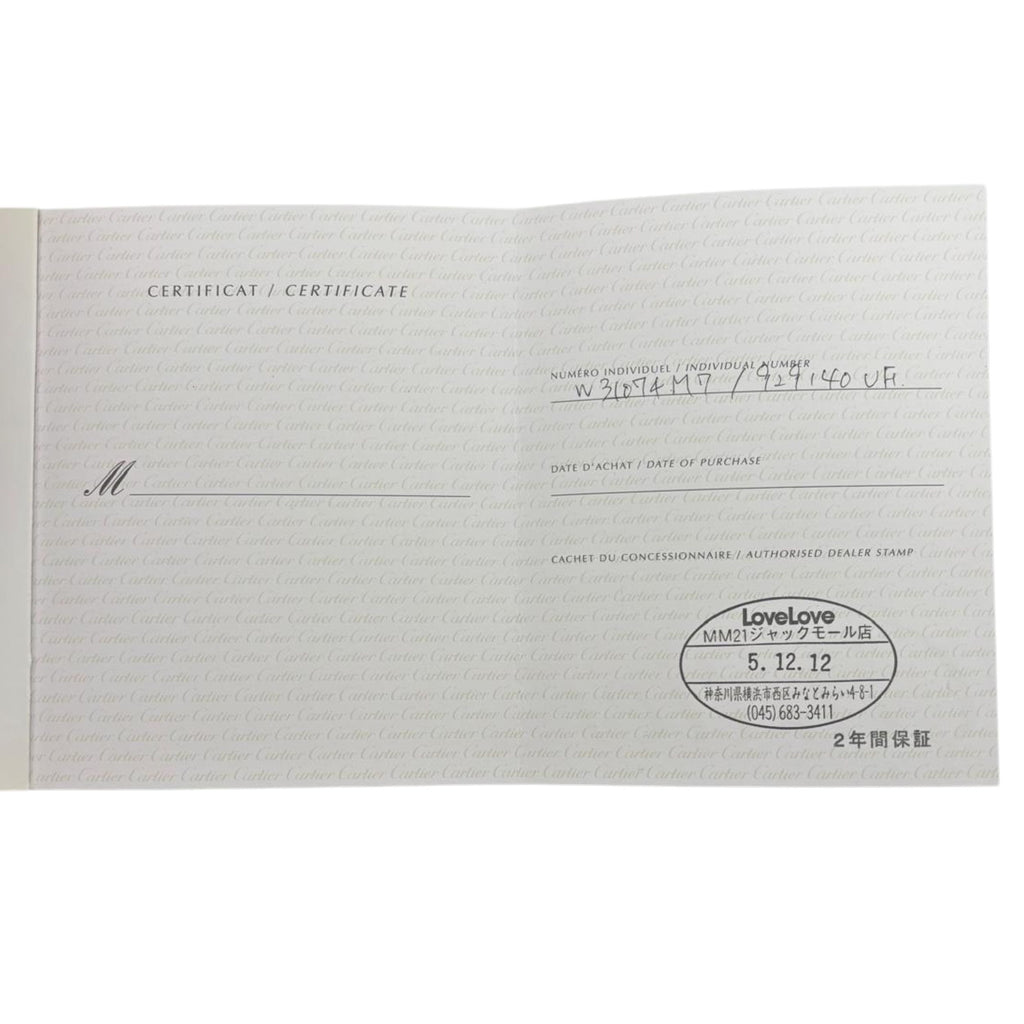 CERTIFICAT / CERTIFICATE
M
NUMÉRO INDIVIDUEL / INDIVIDUAL NUMBER
W31074M7 / 929140UF.
DATE D'ACHAT / DATE OF PURCHASE
CACHET DU CONCESSIONNAIRE / AUTHORISED DEALER STAMP
LoveLove
MM21ジャックモール店
5. 12. 12
神奈川県横浜市西区みなとみらい4-8-1
(045) 683-3411
2年間保証